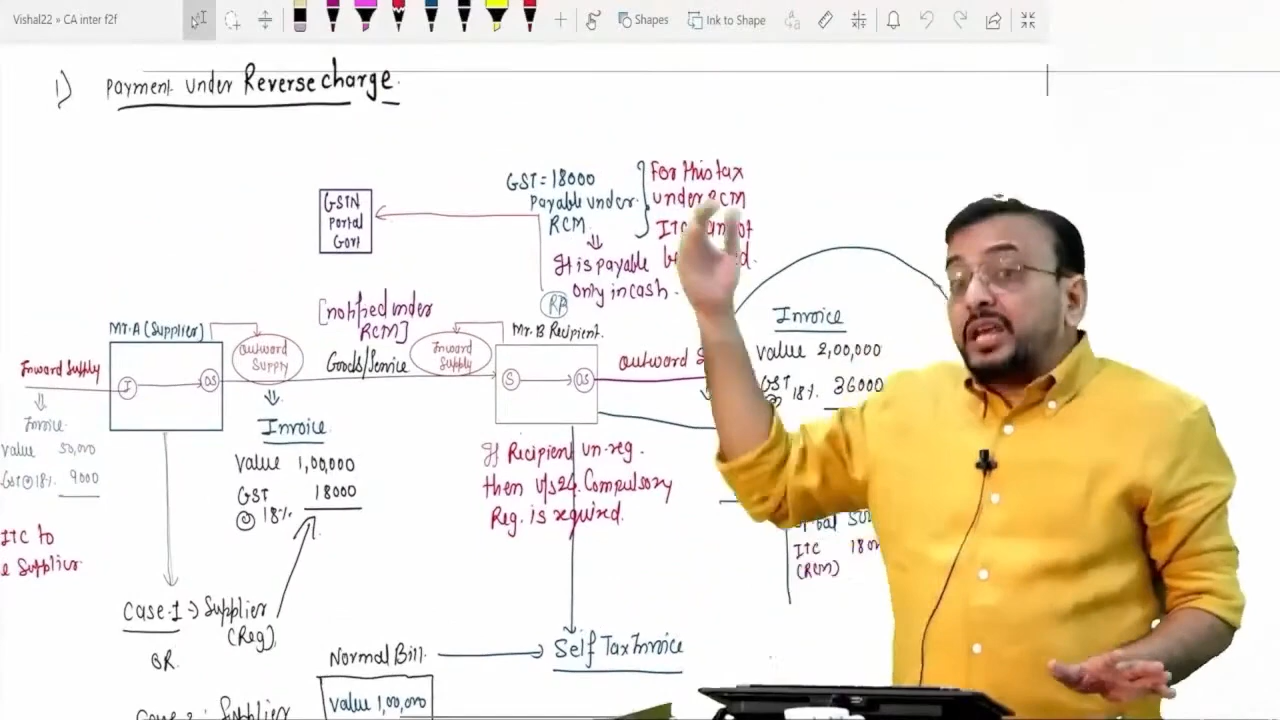 Vishal22 » CA inter f2f
Shapes
Ink to Shape
1) Payment under Reverse charge.
GSTN
Portal
Govt
GST = 18000
Payable under
RCM
It is payable
only in cash.
For this tax
under RCM
ITC
[notified under
RCM]
RP
Mr. A (Supplier)
Outward
Supply
Goods/Service
Inward
Supply
Mr. B Recipient.
Inward Supply
I
OS
S
OS
Outward S
Invoice
Value 50,000
GST @ 18%. 9000
ITC to
e Supplier.
Invoice
Value 1,00,000
GST 18000
@ 18%.
If Recipient un-reg.
then u/s 24 Compulsory
Reg. is required.
Invoice
Value 2,00,000
GST 18%. 36000
ITC
(RCM)
Case-1 → Supplier
(Reg)
OR
Normal Bill.
Self Tax Invoice
Value 1,00,000
Supplier